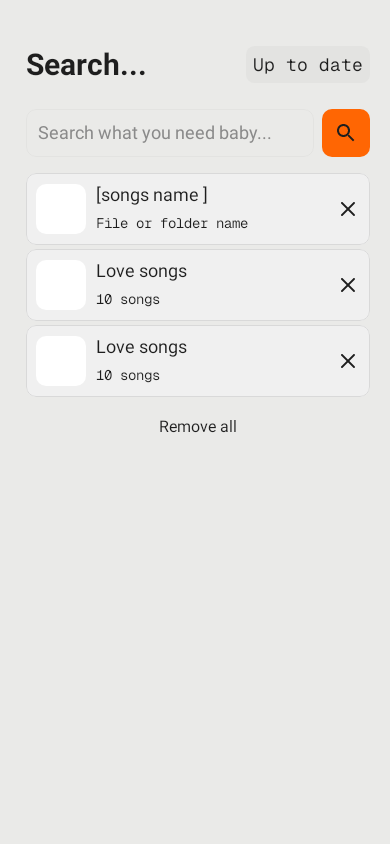 Search...
Up to date
Search what you need baby...
[songs name ]
File or folder name
Love songs
10 songs
Love songs
10 songs
Remove all